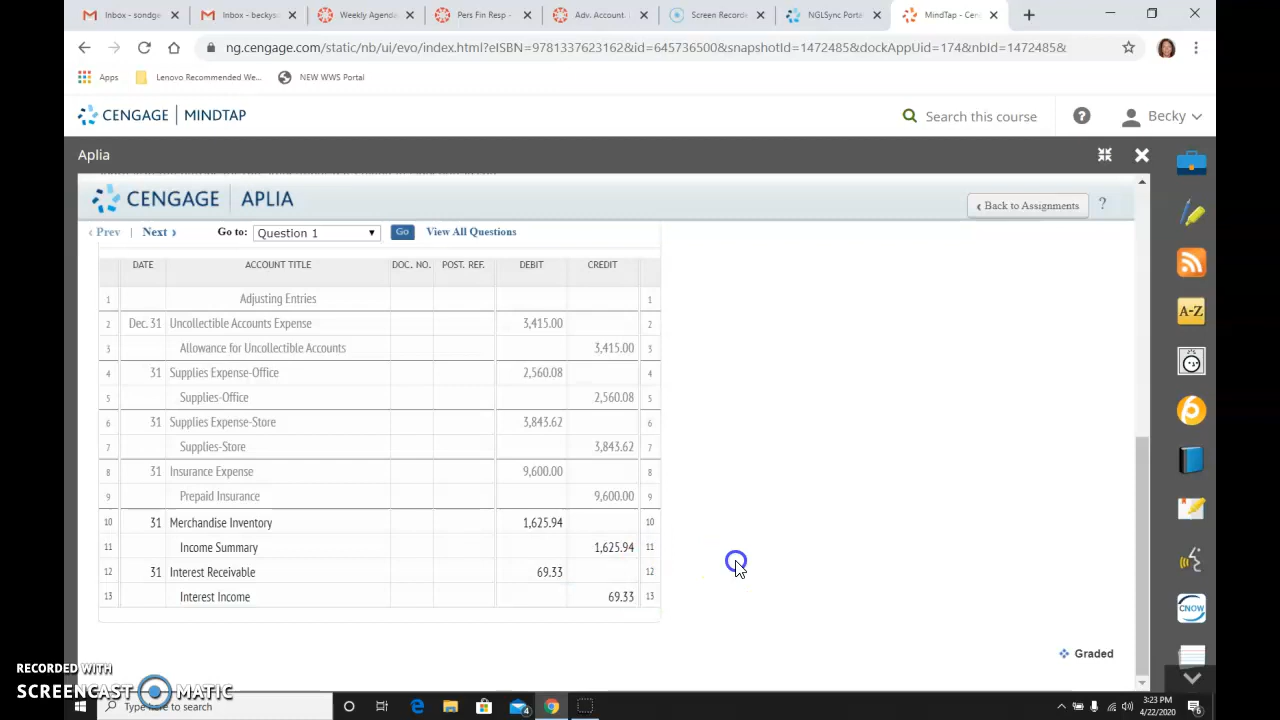 Inbox - sondge
Inbox - beckys
Weekly Agenda
Pers Fin Resp -
Adv. Account.
Screen Recorde
NGLSync Porta
MindTap - Cen
ng.cengage.com/static/nb/ui/evo/index.html?eISBN=9781337623162&id=645736500&snapshotId=1472485&dockAppUid=174&nbId=1472485&
Apps
Lenovo Recommended We...
NEW WWS Portal
CENGAGE | MINDTAP
Search this course
Becky
Aplia
CENGAGE | APLIA
‹ Back to Assignments ?
‹ Prev | Next › Go to: Question 1 Go View All Questions
DATE ACCOUNT TITLE DOC. NO. POST. REF. DEBIT CREDIT
1 Adjusting Entries 1
2 Dec. 31 Uncollectible Accounts Expense 3,415.00 2
3 Allowance for Uncollectible Accounts 3,415.00 3
4 31 Supplies Expense-Office 2,560.08 4
5 Supplies-Office 2,560.08 5
6 31 Supplies Expense-Store 3,843.62 6
7 Supplies-Store 3,843.62 7
8 31 Insurance Expense 9,600.00 8
9 Prepaid Insurance 9,600.00 9
10 31 Merchandise Inventory 1,625.94 10
11 Income Summary 1,625.94 11
12 31 Interest Receivable 69.33 12
13 Interest Income 69.33 13
Graded
A-Z
CNOW
RECORDED WITH
SCREENCAST MATIC
Type here to search
4
3:23 PM
4/22/2020